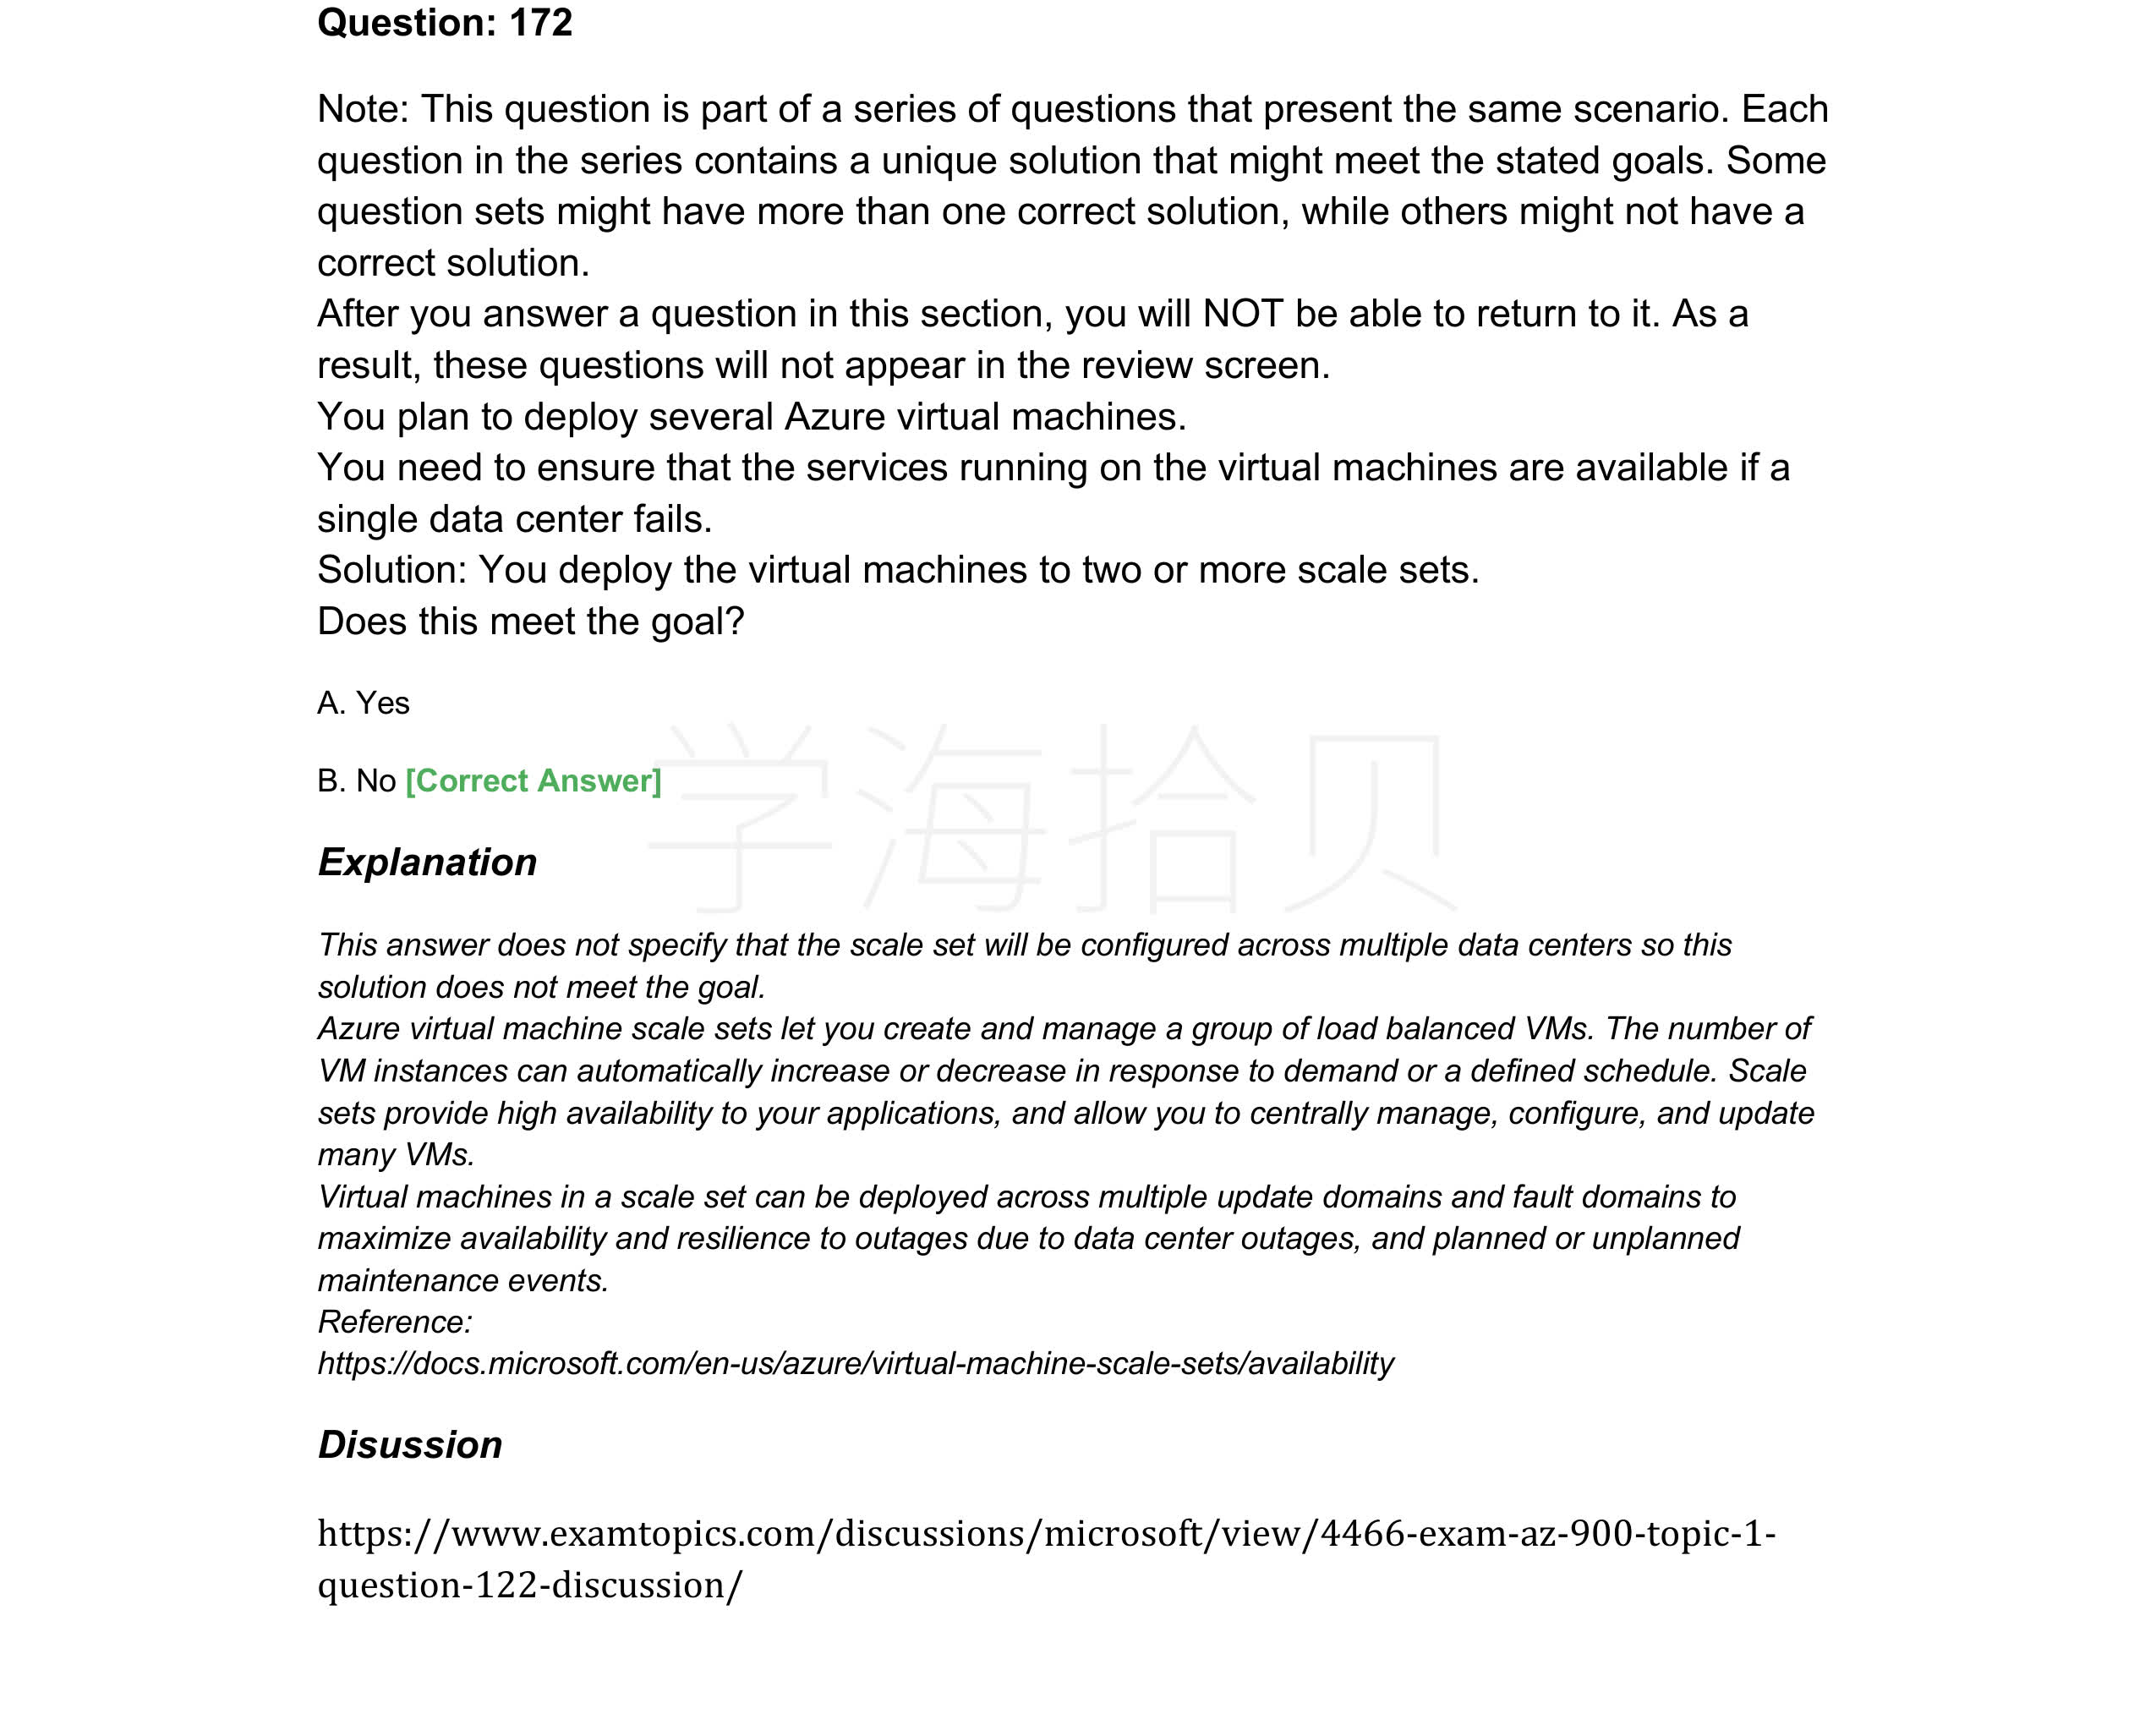 Question: 172
Note: This question is part of a series of questions that present the same scenario. Each
question in the series contains a unique solution that might meet the stated goals. Some
question sets might have more than one correct solution, while others might not have a
correct solution.
After you answer a question in this section, you will NOT be able to return to it. As a
result, these questions will not appear in the review screen.
You plan to deploy several Azure virtual machines.
You need to ensure that the services running on the virtual machines are available if a
single data center fails.
Solution: You deploy the virtual machines to two or more scale sets.
Does this meet the goal?
A. Yes
B. No [Correct Answer]
学海拾贝
Explanation
This answer does not specify that the scale set will be configured across multiple data centers so this
solution does not meet the goal.
Azure virtual machine scale sets let you create and manage a group of load balanced VMs. The number of
VM instances can automatically increase or decrease in response to demand or a defined schedule. Scale
sets provide high availability to your applications, and allow you to centrally manage, configure, and update
many VMs.
Virtual machines in a scale set can be deployed across multiple update domains and fault domains to
maximize availability and resilience to outages due to data center outages, and planned or unplanned
maintenance events.
Reference:
https://docs.microsoft.com/en-us/azure/virtual-machine-scale-sets/availability
Disussion
https://www.examtopics.com/discussions/microsoft/view/4466-exam-az-900-topic-1-
question-122-discussion/